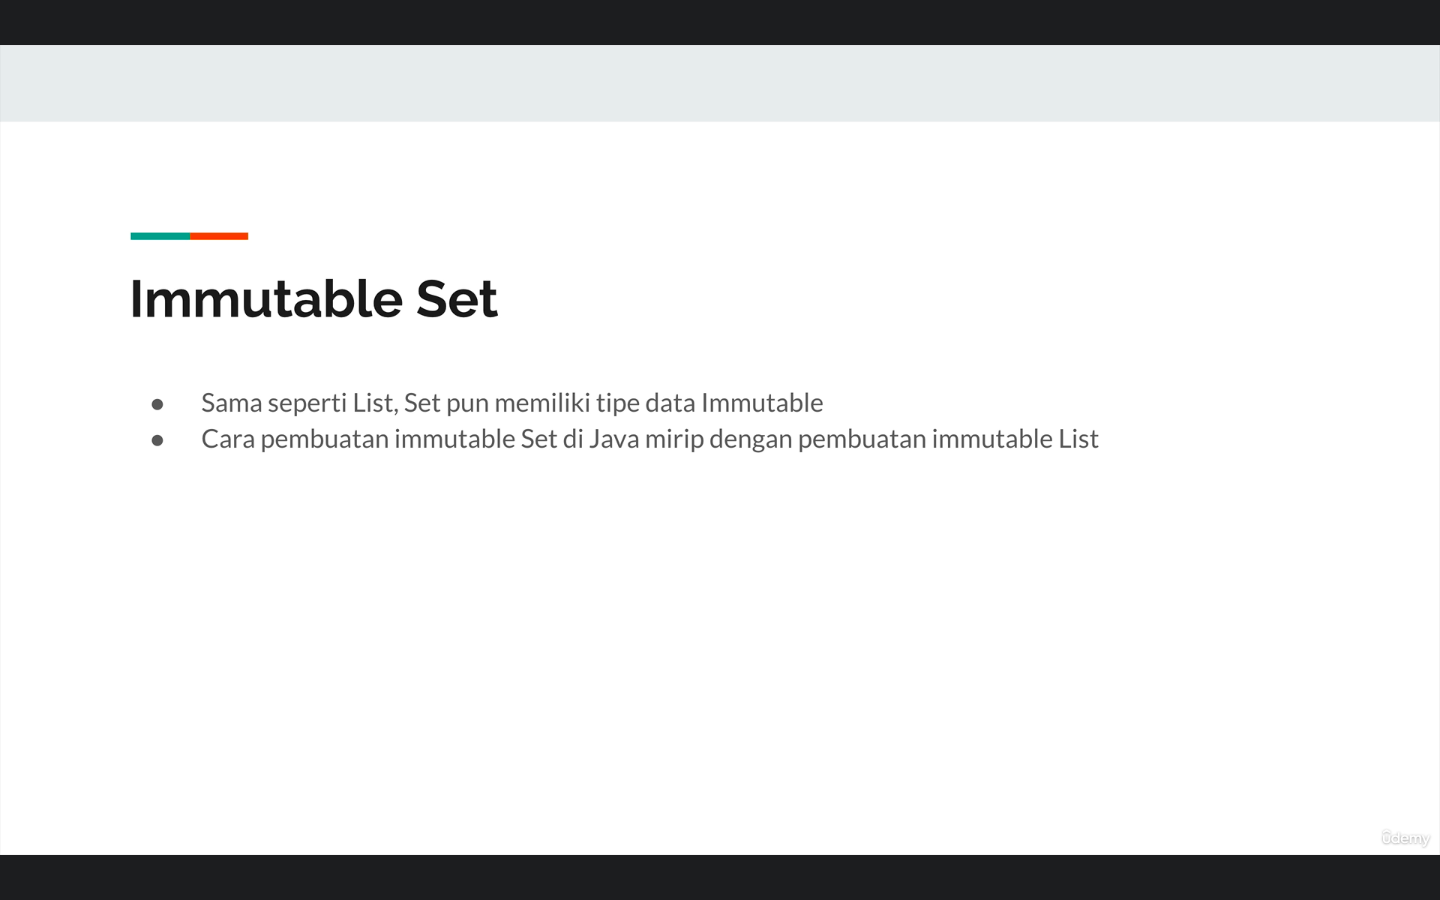 Immutable Set
● Sama seperti List, Set pun memiliki tipe data Immutable
● Cara pembuatan immutable Set di Java mirip dengan pembuatan immutable List
ûdemy